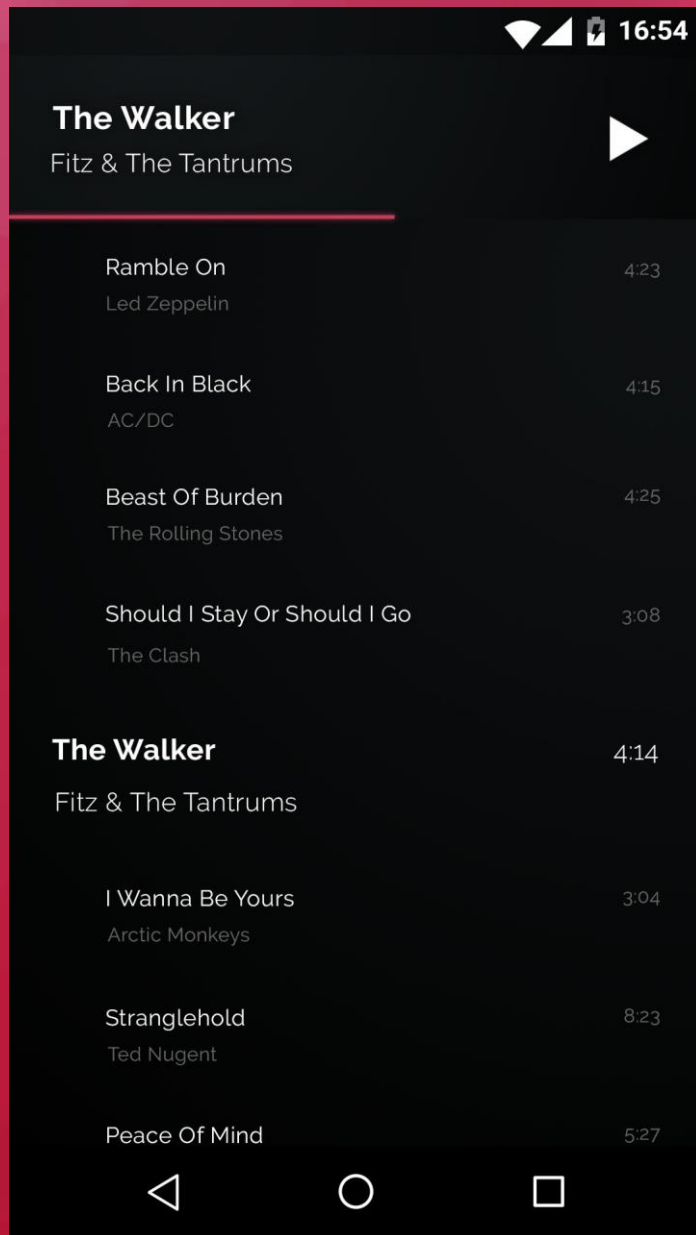 16:54
The Walker
Fitz & The Tantrums
Ramble On 4:23
Led Zeppelin
Back In Black 4:15
AC/DC
Beast Of Burden 4:25
The Rolling Stones
Should I Stay Or Should I Go 3:08
The Clash
The Walker 4:14
Fitz & The Tantrums
I Wanna Be Yours 3:04
Arctic Monkeys
Stranglehold 8:23
Ted Nugent
Peace Of Mind 5:27